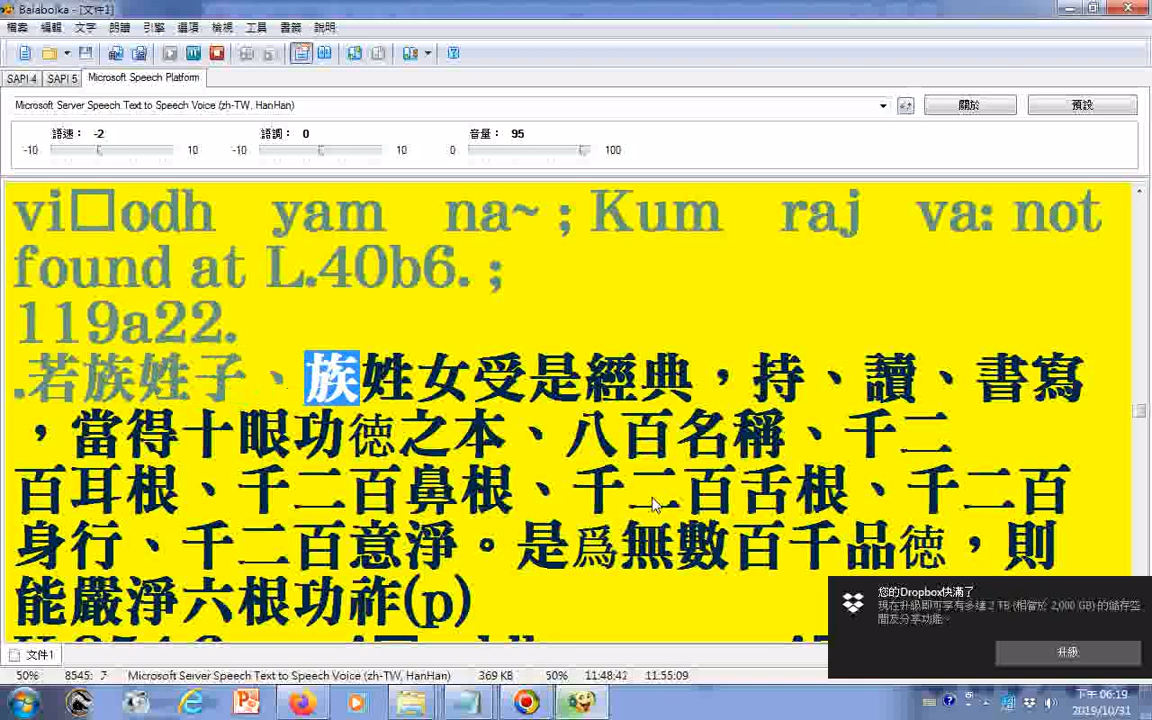 Balabolka - [文件1]
檔案 編輯 文字 朗讀 引擎 選項 檢視 工具 書籤 說明
SAPI 4 SAPI 5 Microsoft Speech Platform
Microsoft Server Speech Text to Speech Voice (zh-TW, HanHan) 關於 預設
語速： -2 語調： 0 音量： 95
-10 10 -10 10 0 100
vi□odh yam na~ ; Kum raj va: not
found at L.40b6. ;
119a22.
.若族姓子、族姓女受是經典，持、讀、書寫
，當得十眼功徳之本、八百名稱、千二
百耳根、千二百鼻根、千二百舌根、千二百
身行、千二百意淨。是爲無數百千品徳，則
能嚴淨六根功祚(p)
您的Dropbox快滿了
現在升級即可享有多達 2 TB (相當於 2,000 GB) 的儲存空
間及分享功能。
升級
文件1
50% 8545: 7 Microsoft Server Speech Text to Speech Voice (zh-TW, HanHan) 369 KB 50% 11:48:42 11:55:09
下午 06:19
2019/10/31